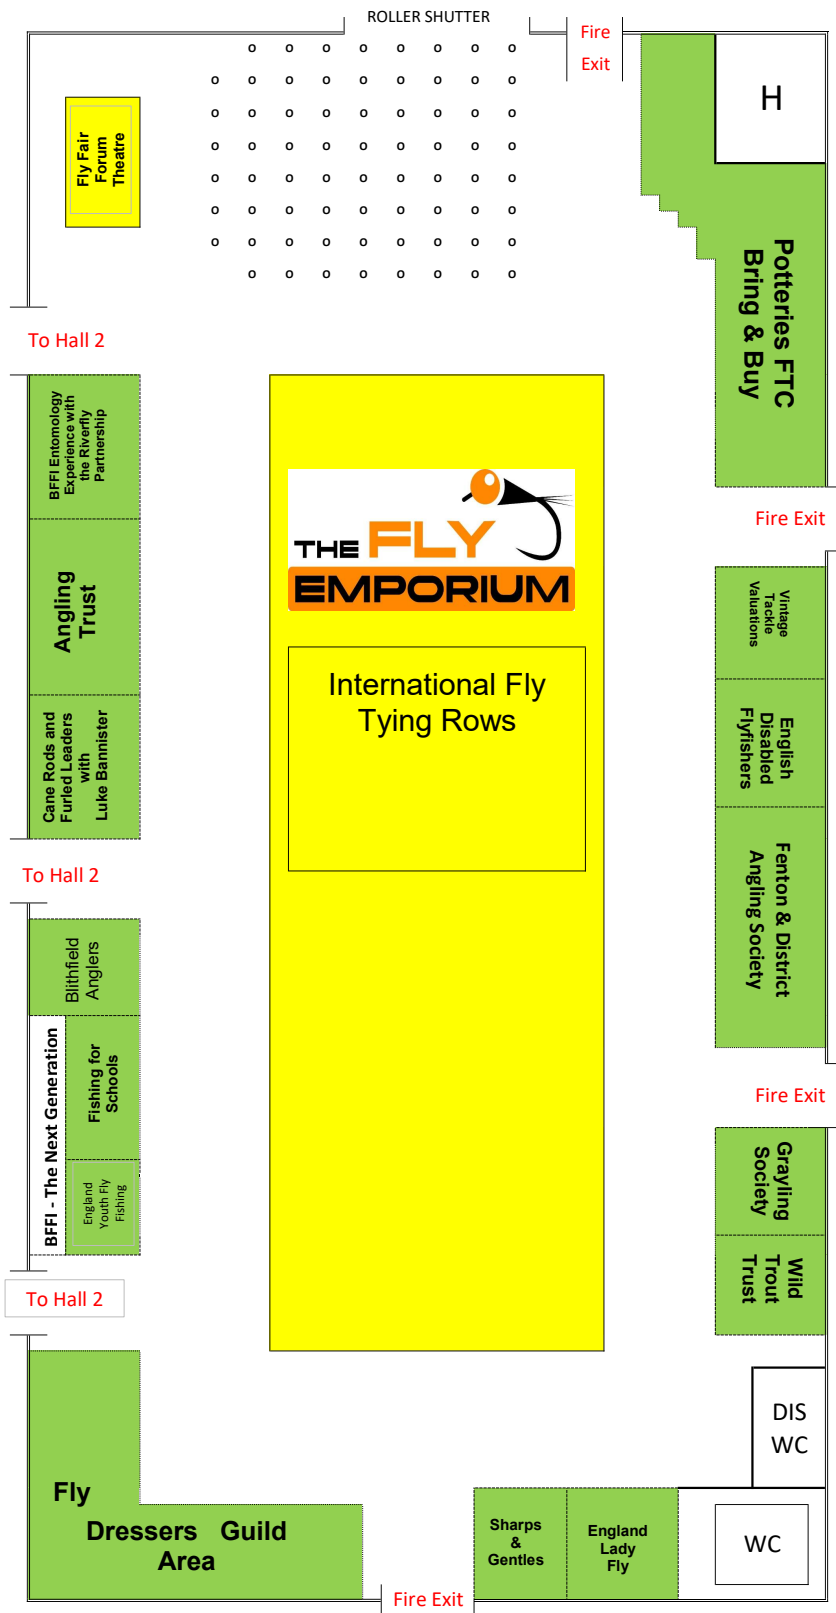 ROLLER SHUTTER
Fire
Exit
o o o o o o o o
o o o o o o o o o
o o o o o o o o o
o o o o o o o o o
o o o o o o o o o
o o o o o o o o o
o o o o o o o o o
o o o o o o o o
H
Fly Fair
Forum
Theatre
Potteries FTC
Bring & Buy
To Hall 2
BFFI Entomology
Experience with
the Riverfly
Partnership
Angling
Trust
Cane Rods and
Furled Leaders
with
Luke Bannister
THE FLY
EMPORIUM
International Fly
Tying Rows
Fire Exit
Vintage
Tackle
Valuations
English
Disabled
Flyfishers
Fenton & District
Angling Society
To Hall 2
Blithfield
Anglers
BFFI - The Next Generation
Fishing for
Schools
England
Youth Fly
Fishing
Fire Exit
Grayling
Society
Wild
Trout
Trust
To Hall 2
Fly
Dressers Guild
Area
Fire Exit
Sharps
&
Gentles
England
Lady
Fly
DIS
WC
WC